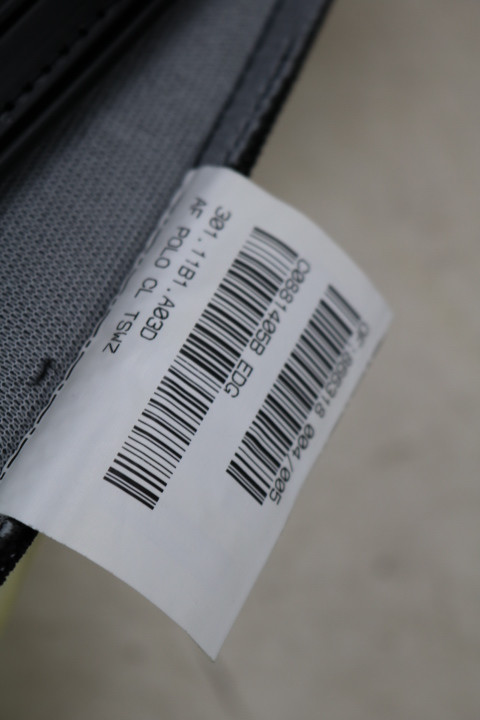 AF POLO CL TSWZ
301.11B1.A03D
C0881405B EDG
004/005